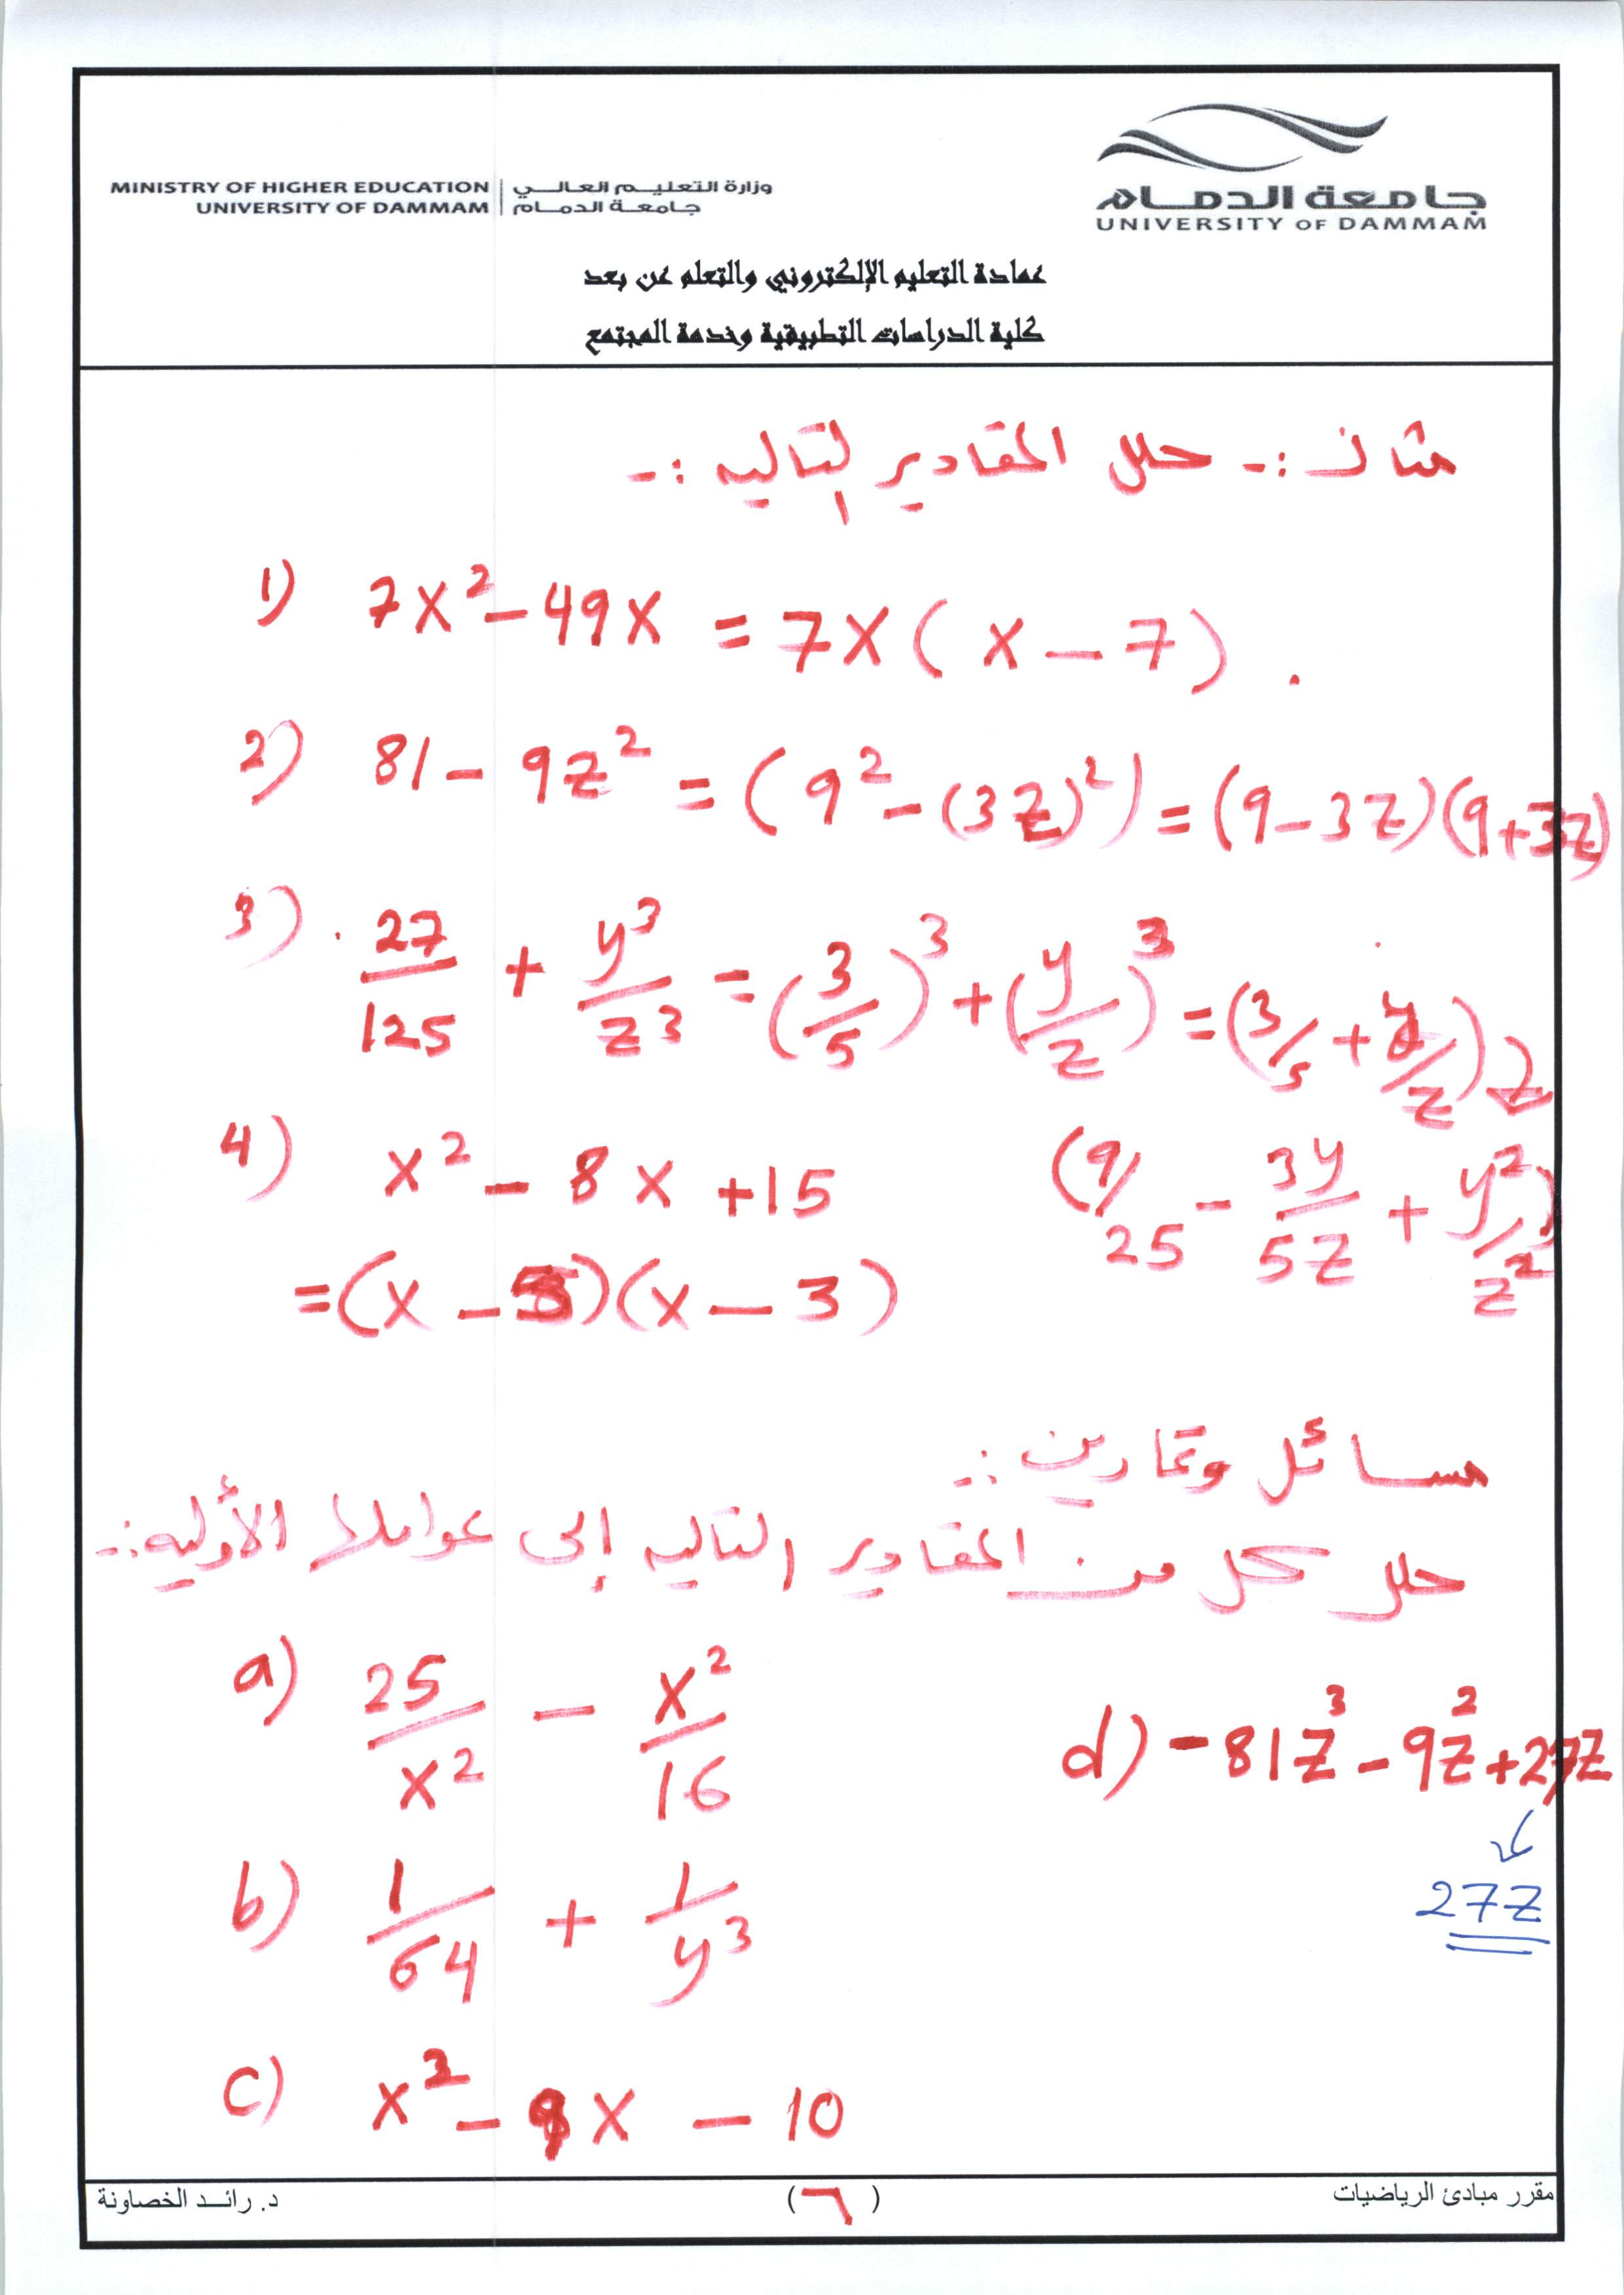 MINISTRY OF HIGHER EDUCATION | وزارة التعليم العالي
UNIVERSITY OF DAMMAM | جامعة الدمام
جامعة الدمام
UNIVERSITY OF DAMMAM
عمادة التعليم الإلكتروني والتعلم عن بعد
كلية الدراسات التطبيقية وخدمة المجتمع
مثال :- حلل المقادير التاليه :-
1) 7x² - 49x = 7x ( x - 7 ) .
2) 81 - 9z² = ( 9² - (3z)² ) = (9 - 3z)(9 + 3z)
3) 27/125 + y³/z³ = (3/5)³ + (y/z)³ = (3/5 + y/z)
(9/25 - 3y/5z + y²/z²)
4) x² - 8x + 15
= (x - 5)(x - 3)
مسائل وتمارين :-
حلل كل من المقادير التاليه إلى عواملها الأوليه :-
a) 25/x² - x²/16
b) 1/64 + 1/y³
c) x² - 9x - 10
d) -81z³ - 9z² + 27z
27z
مقرر مبادئ الرياضيات
(٦)
د. رائد الخصاونة